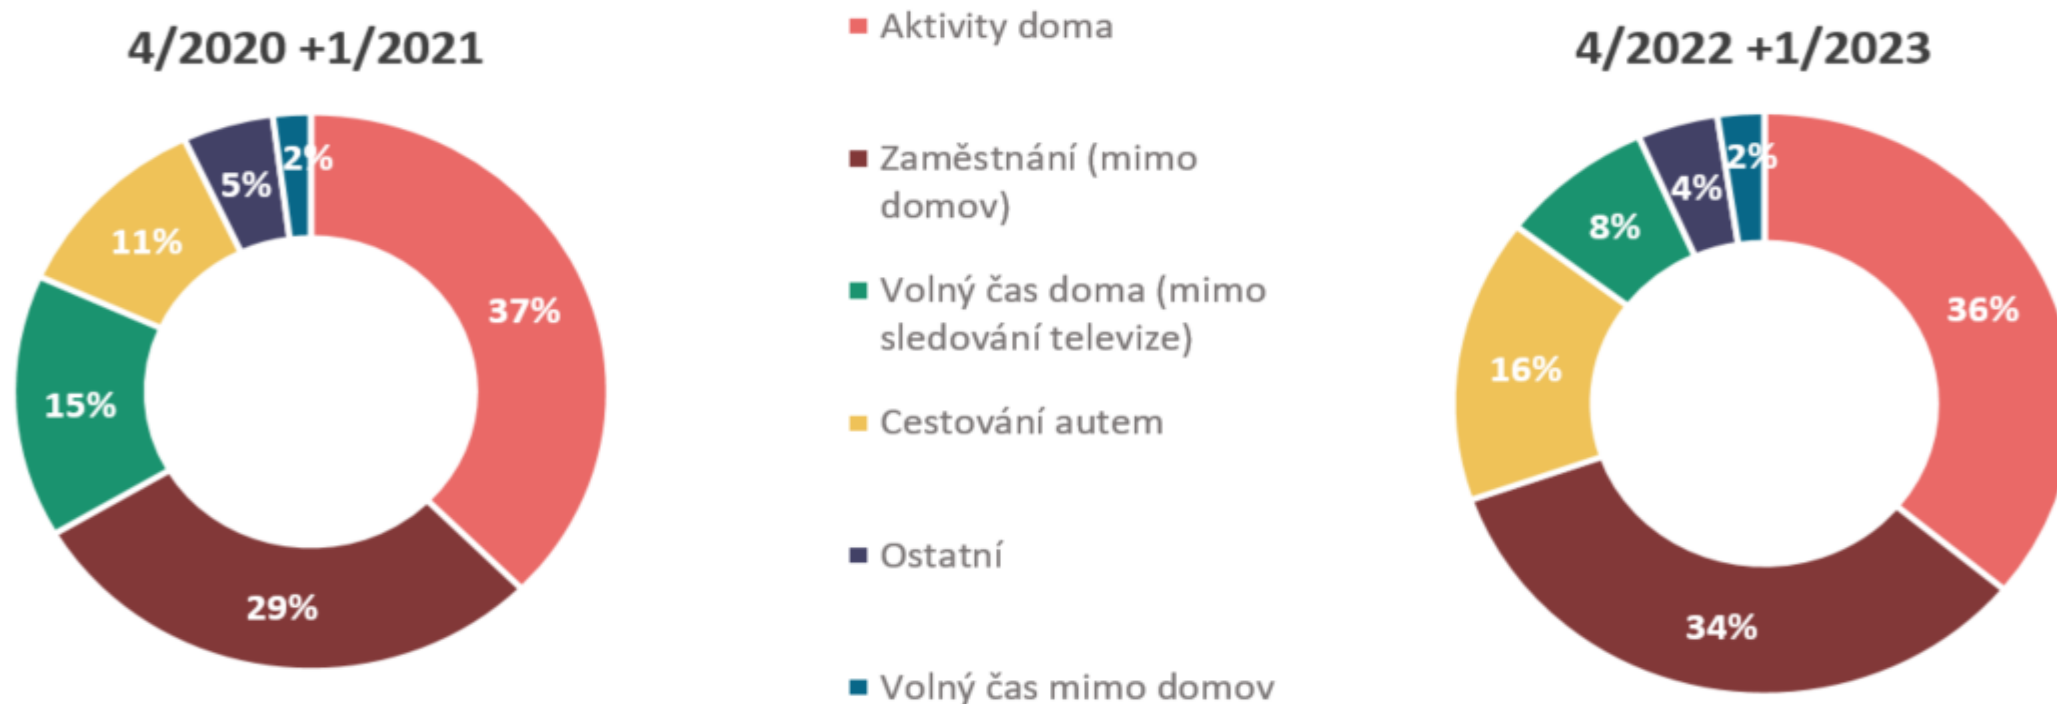 4/2020 +1/2021
2%
5%
11%
37%
15%
29%
Aktivity doma
Zaměstnání (mimo
domov)
Volný čas doma (mimo
sledování televize)
Cestování autem
Ostatní
Volný čas mimo domov
4/2022 +1/2023
2%
4%
8%
36%
16%
34%